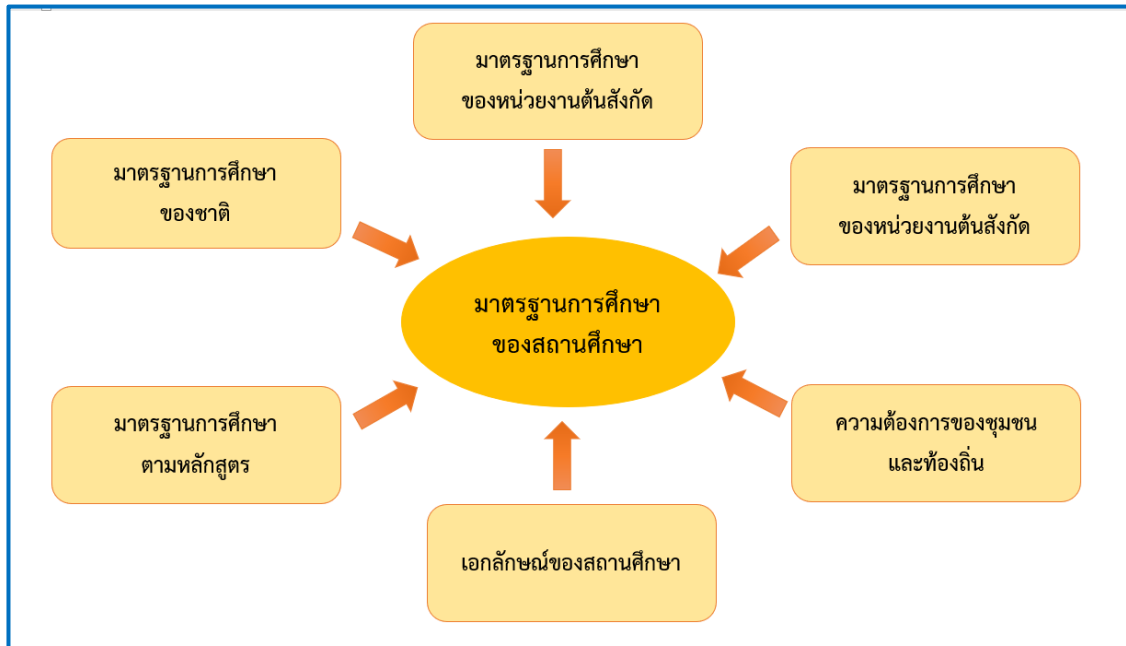 มาตรฐานการศึกษา
ของหน่วยงานต้นสังกัด
มาตรฐานการศึกษา
ของชาติ
มาตรฐานการศึกษา
ของหน่วยงานต้นสังกัด
มาตรฐานการศึกษา
ของสถานศึกษา
มาตรฐานการศึกษา
ตามหลักสูตร
ความต้องการของชุมชน
และท้องถิ่น
เอกลักษณ์ของสถานศึกษา